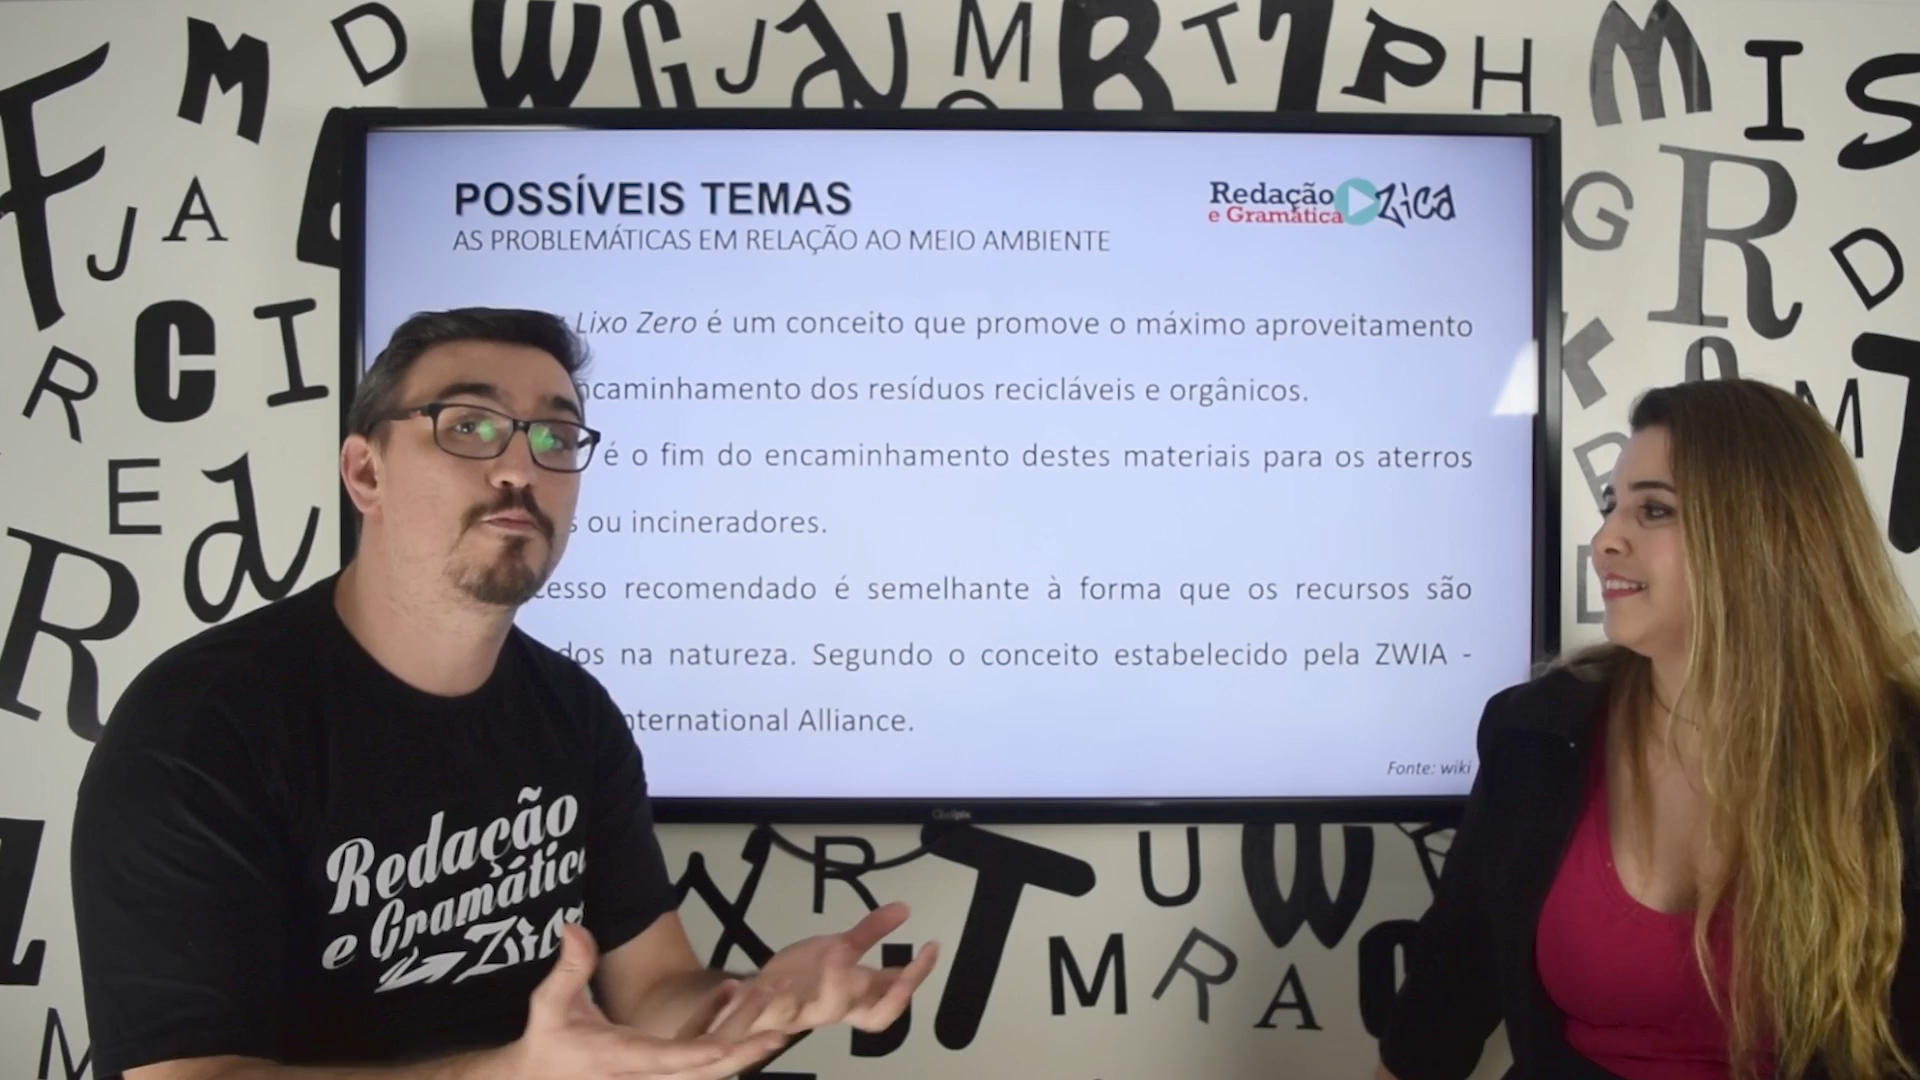 POSSÍVEIS TEMAS
AS PROBLEMÁTICAS EM RELAÇÃO AO MEIO AMBIENTE
Redação
e Gramática
Zica
Lixo Zero é um conceito que promove o máximo aproveitamento
ncaminhamento dos resíduos recicláveis e orgânicos.
é o fim do encaminhamento destes materiais para os aterros
s ou incineradores.
cesso recomendado é semelhante à forma que os recursos são
dos na natureza. Segundo o conceito estabelecido pela ZWIA -
nternational Alliance.
Fonte: wiki
Redação
e Gramática
Zica